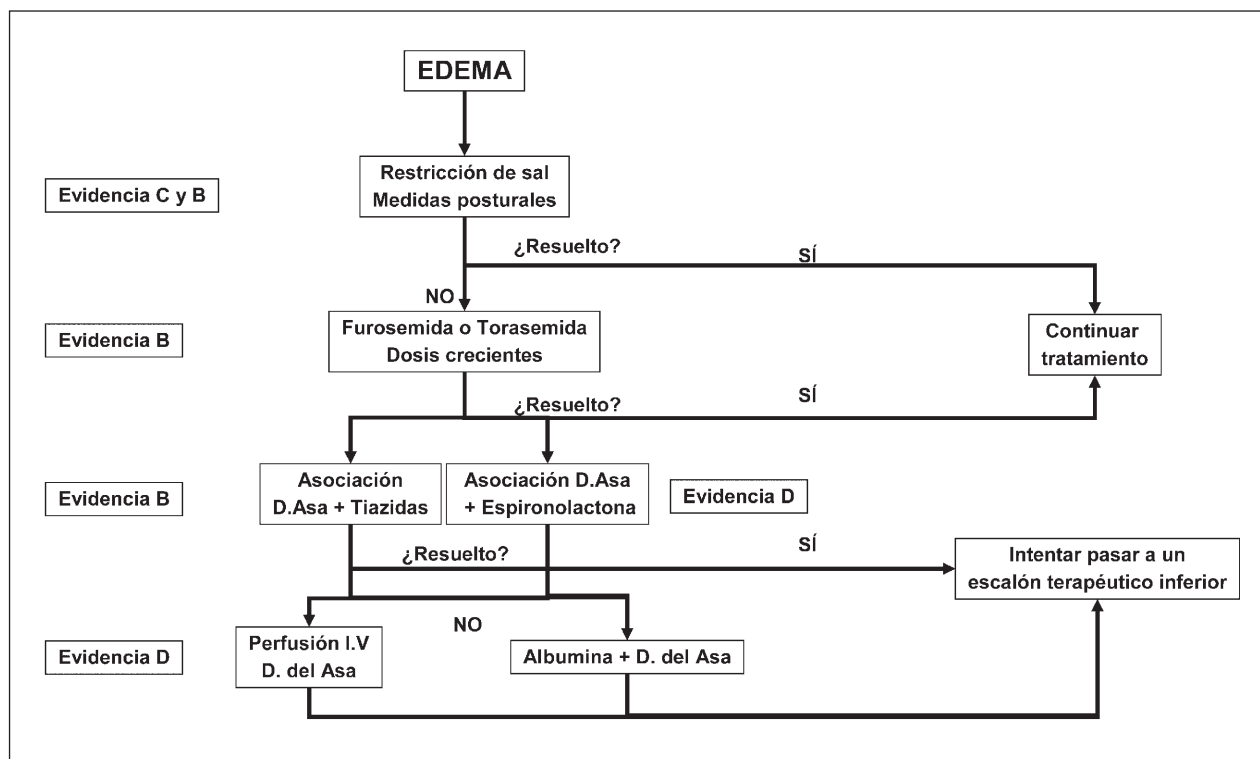 EDEMA
Restricción de sal
Medidas posturales
Evidencia C y B
¿Resuelto?
SÍ
NO
Furosemida o Torasemida
Dosis crecientes
Evidencia B
Continuar
tratamiento
¿Resuelto?
SÍ
Asociación
D.Asa + Tiazidas
Asociación D.Asa
+ Espironolactona
Evidencia B
Evidencia D
¿Resuelto?
SÍ
Intentar pasar a un
escalón terapéutico inferior
NO
Perfusión I.V
D. del Asa
Albumina + D. del Asa
Evidencia D